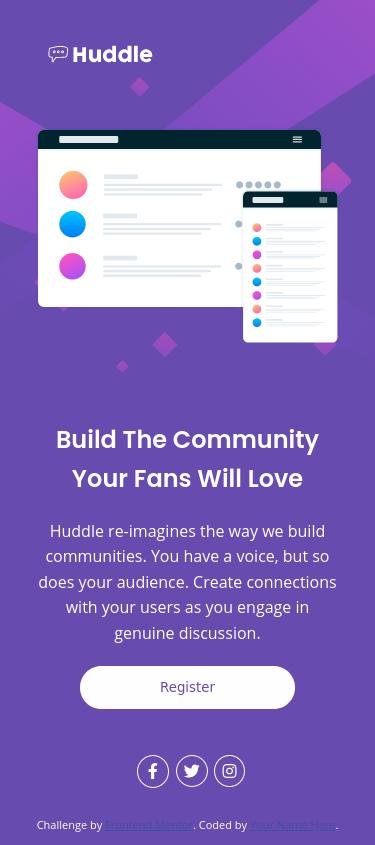 Huddle
Build The Community
Your Fans Will Love
Huddle re-imagines the way we build
communities. You have a voice, but so
does your audience. Create connections
with your users as you engage in
genuine discussion.
Register
Challenge by Frontend Mentor. Coded by Your Name Here.